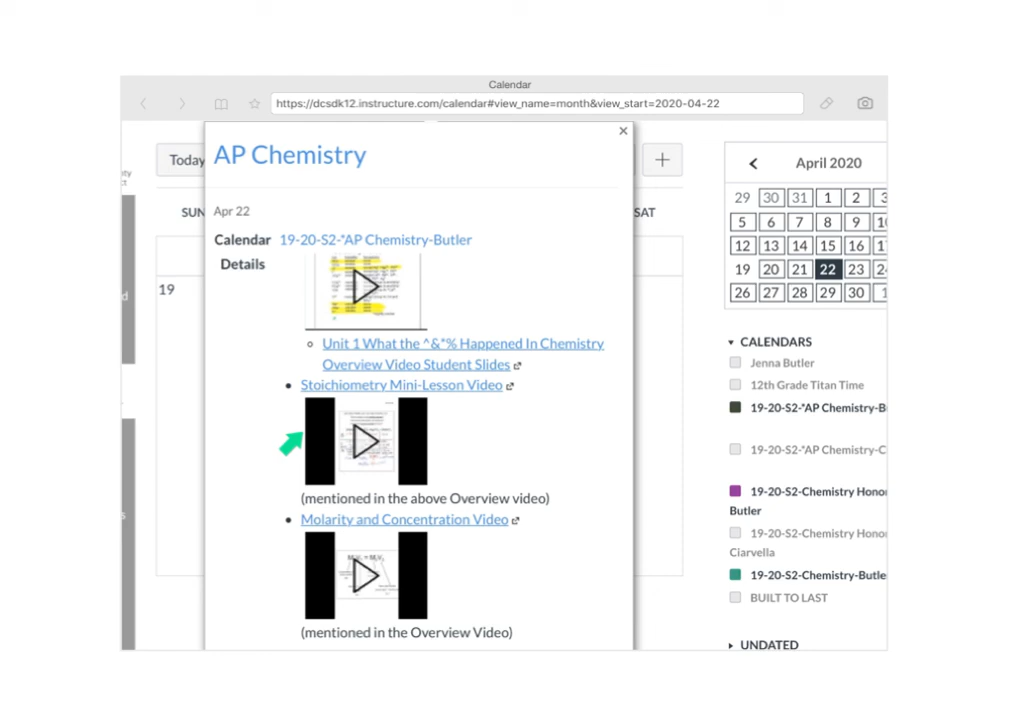 Calendar
https://dcsdk12.instructure.com/calendar#view_name=month&view_start=2020-04-22
ty
ct
d
s
Today
AP Chemistry
×
+
SUN
SAT
19
Apr 22
Calendar 19-20-S2-*AP Chemistry-Butler
Details
Unit 1 What the ^&*% Happened In Chemistry
Overview Video Student Slides
Stoichiometry Mini-Lesson Video
(mentioned in the above Overview video)
Molarity and Concentration Video
(mentioned in the Overview Video)
April 2020
29 30 31 1 2 3
5 6 7 8 9 10
12 13 14 15 16 17
19 20 21 22 23 24
26 27 28 29 30 1
CALENDARS
Jenna Butler
12th Grade Titan Time
19-20-S2-*AP Chemistry-B
19-20-S2-*AP Chemistry-C
19-20-S2-Chemistry Honor
Butler
19-20-S2-Chemistry Honor
Ciarvella
19-20-S2-Chemistry-Butle
BUILT TO LAST
UNDATED